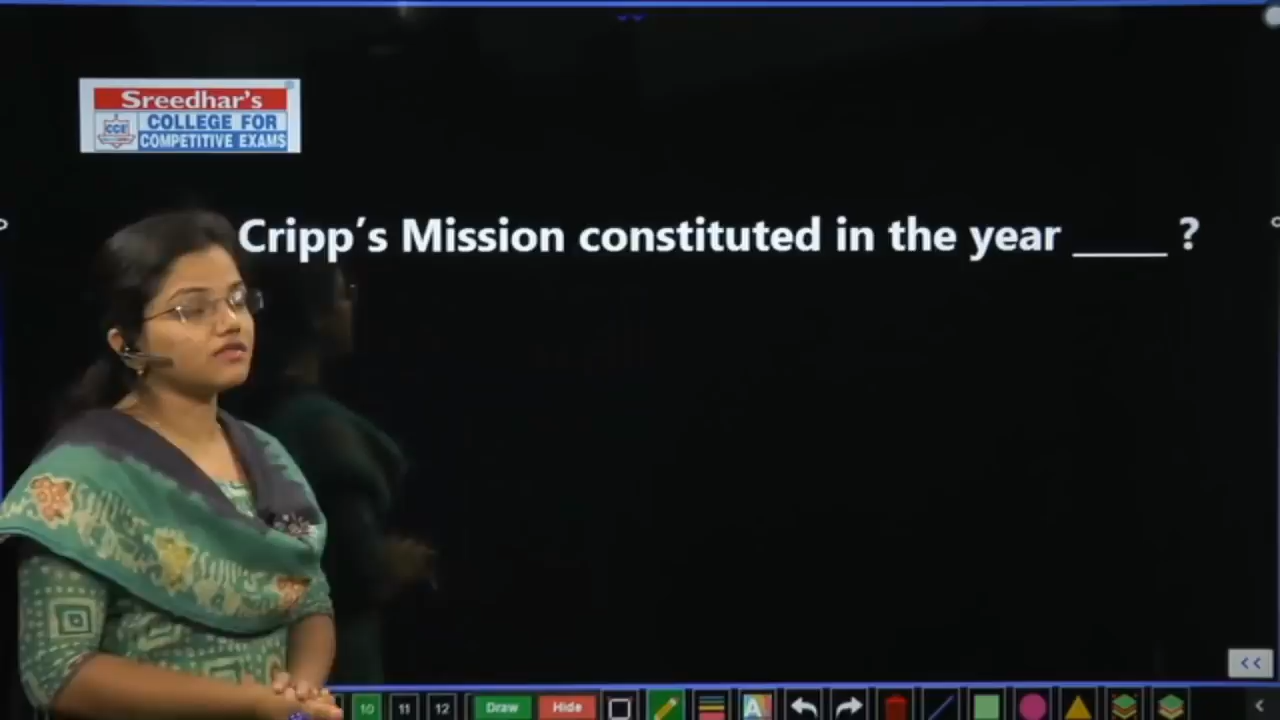 Sreedhar's
CCE
COLLEGE FOR
COMPETITIVE EXAMS
Cripp's Mission constituted in the year _____ ?
<<
10 11 12 Draw Hide A <